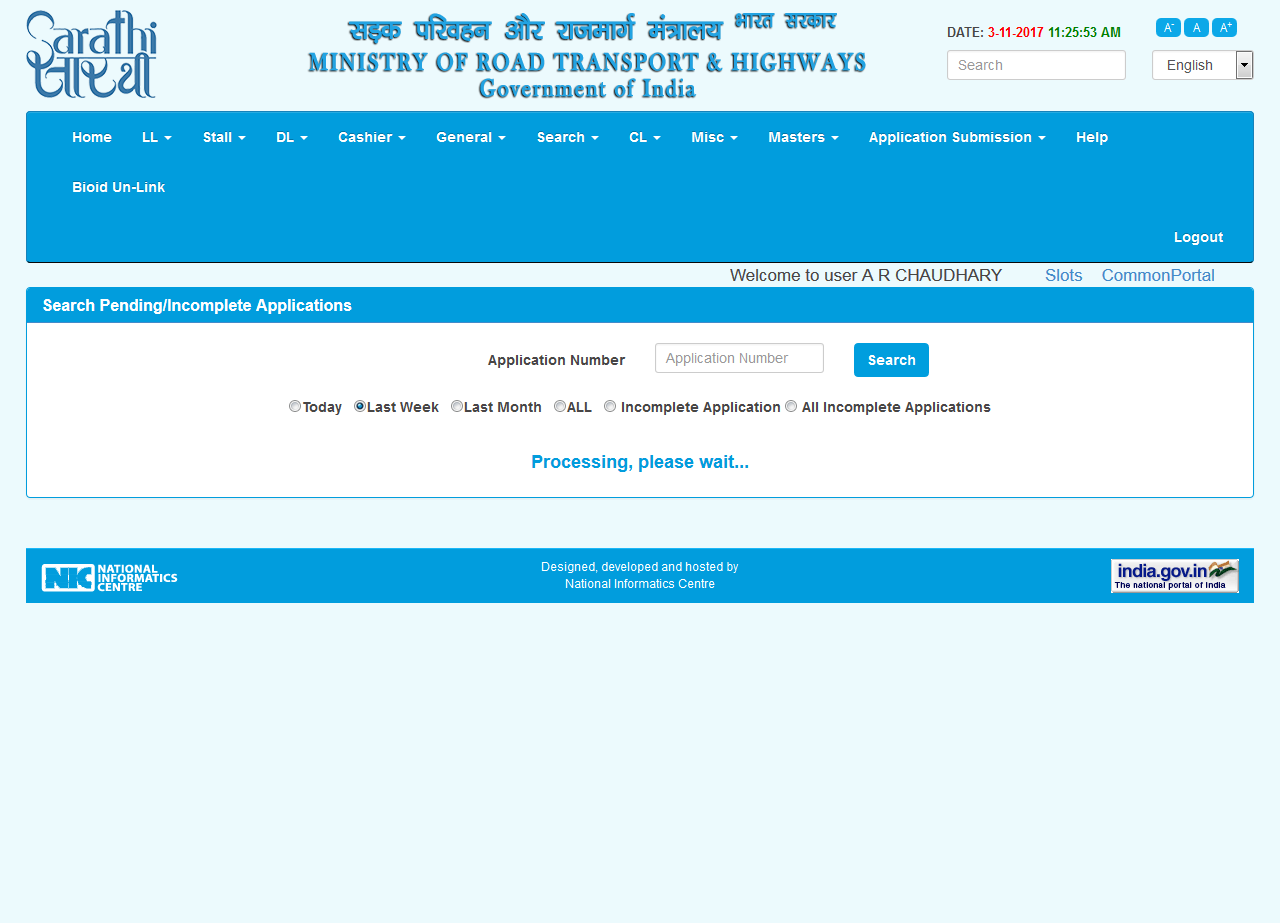 Sarathi
सारथी
सड़क परिवहन और राजमार्ग मंत्रालय भारत सरकार
MINISTRY OF ROAD TRANSPORT & HIGHWAYS
Government of India
DATE: 3-11-2017 11:25:53 AM
A- A A+
Search
English
Home LL Stall DL Cashier General Search CL Misc Masters Application Submission Help
Bioid Un-Link
Logout
Welcome to user A R CHAUDHARY Slots CommonPortal
Search Pending/Incomplete Applications
Application Number Application Number Search
Today Last Week Last Month ALL Incomplete Application All Incomplete Applications
Processing, please wait...
NIC NATIONAL
INFORMATICS
CENTRE
Designed, developed and hosted by
National Informatics Centre
india.gov.in
The national portal of India